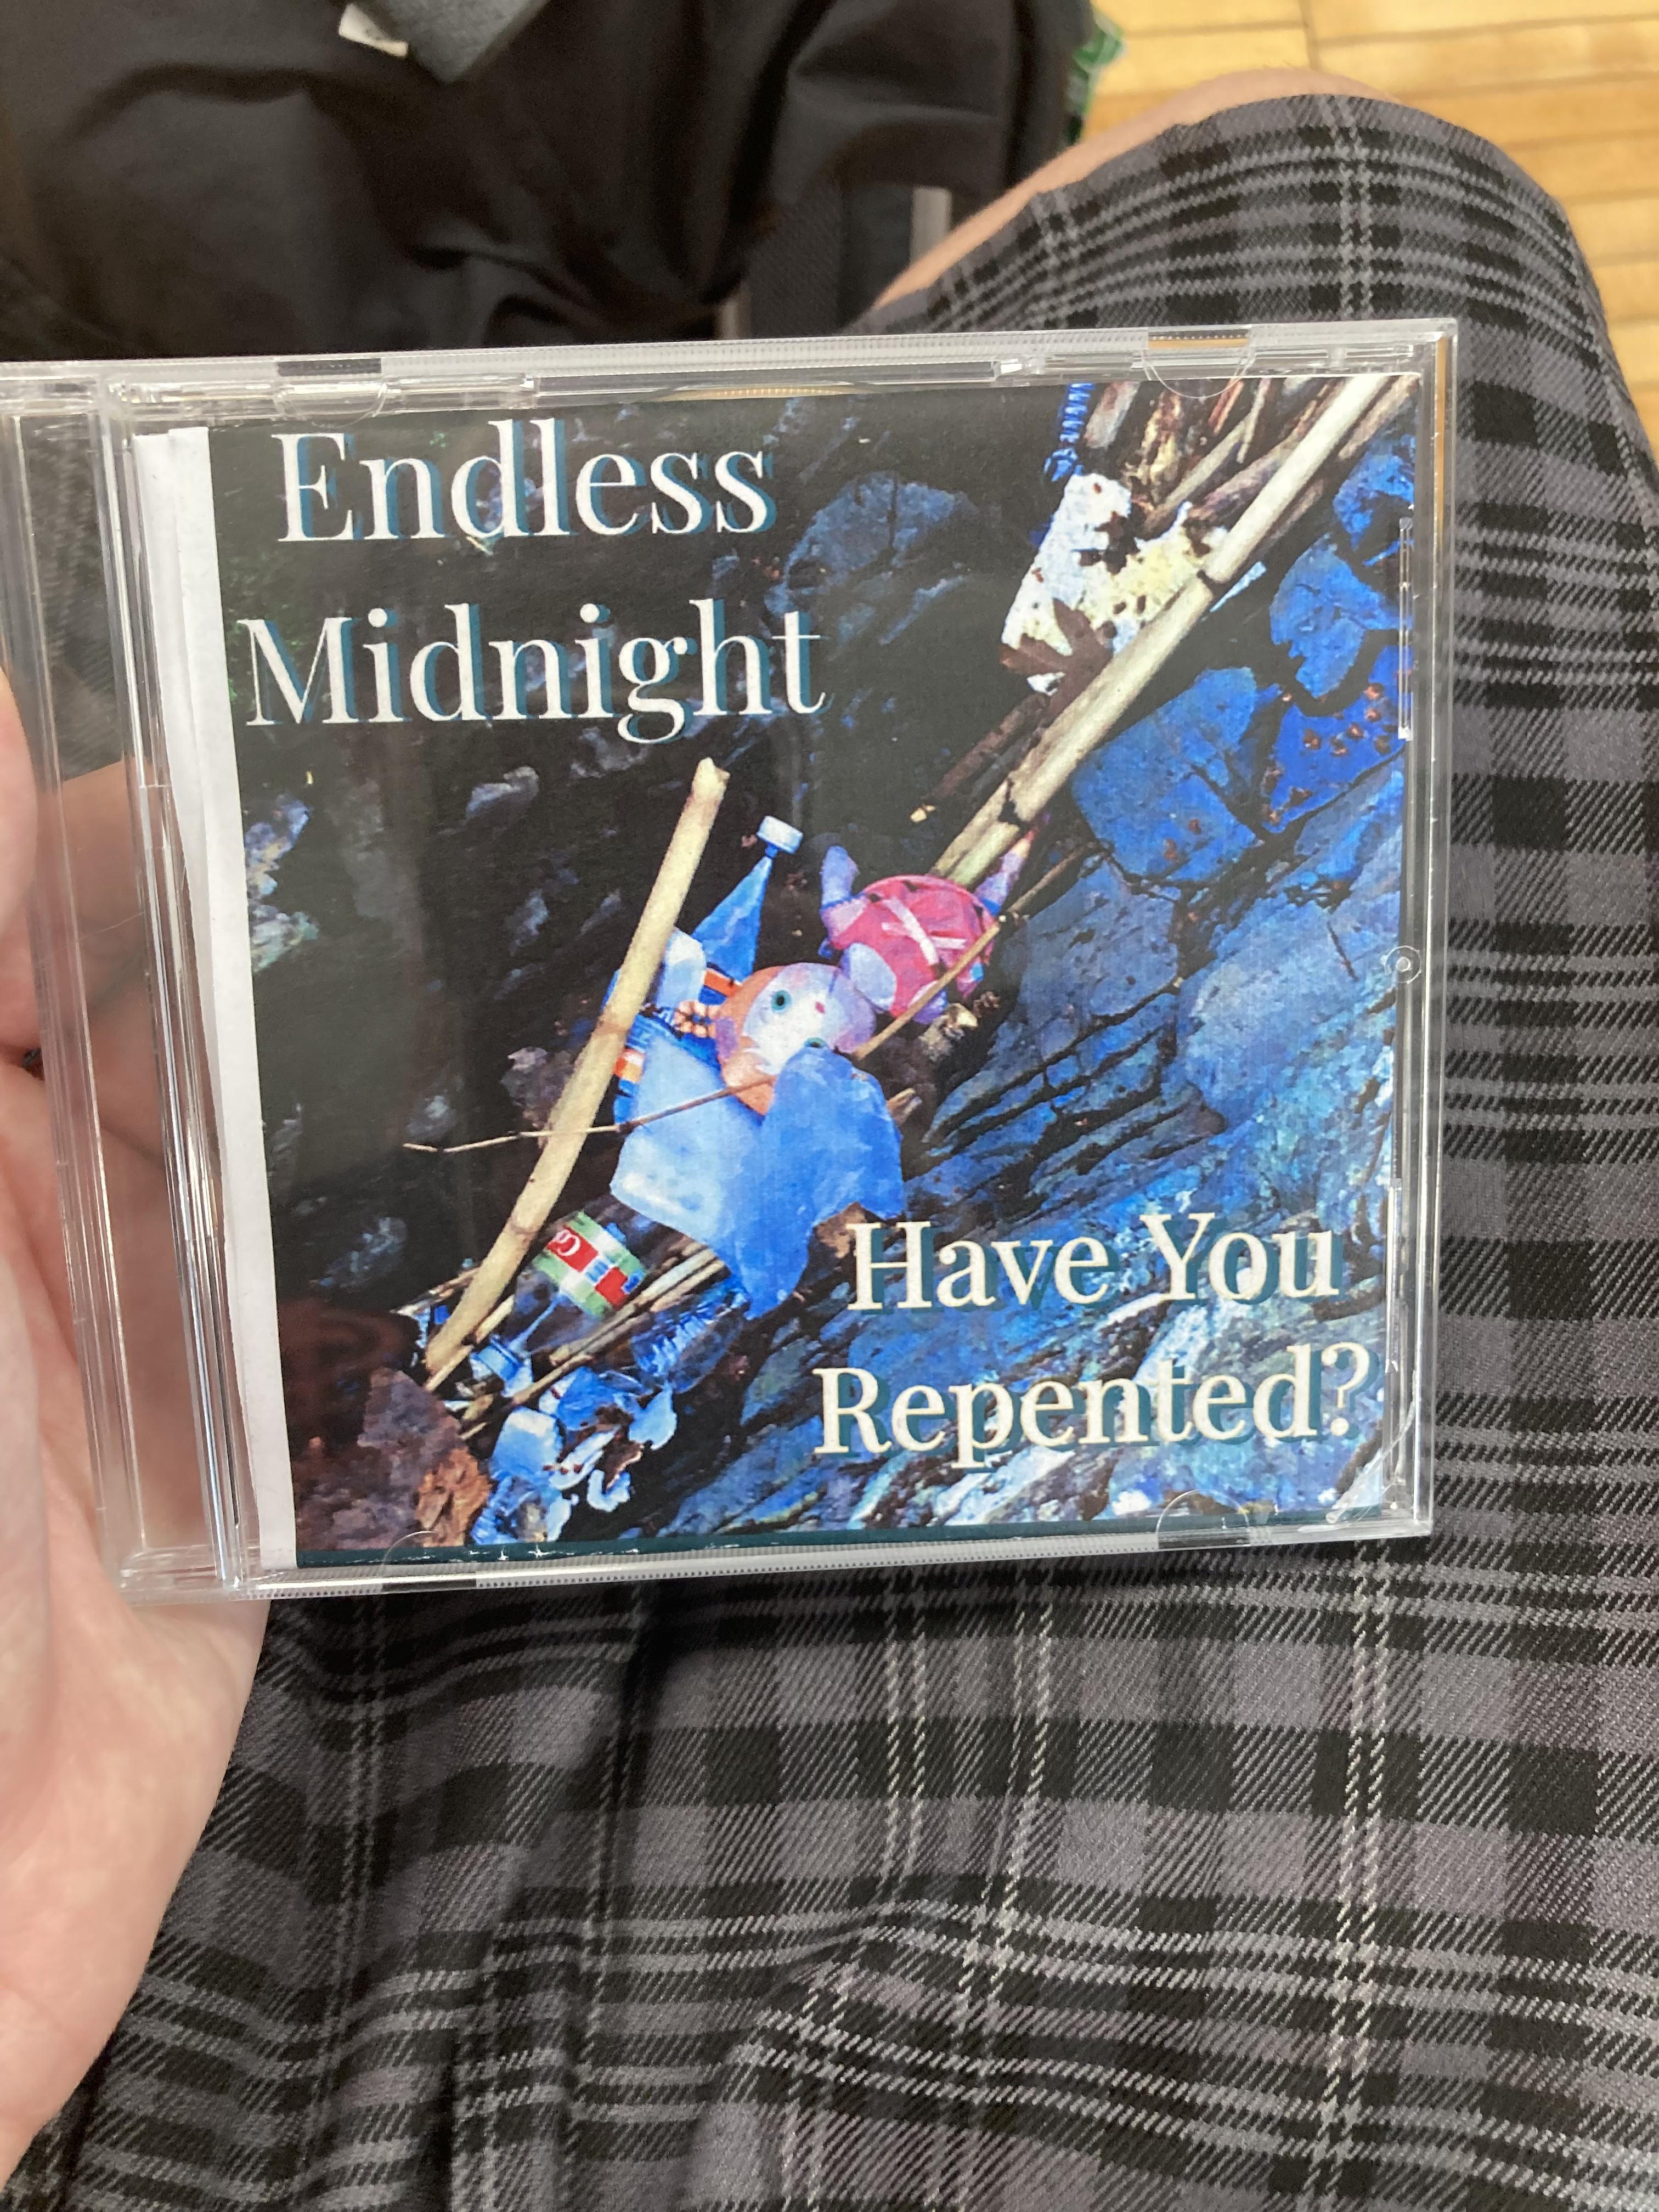 Endless
Midnight
Have You
Repented?